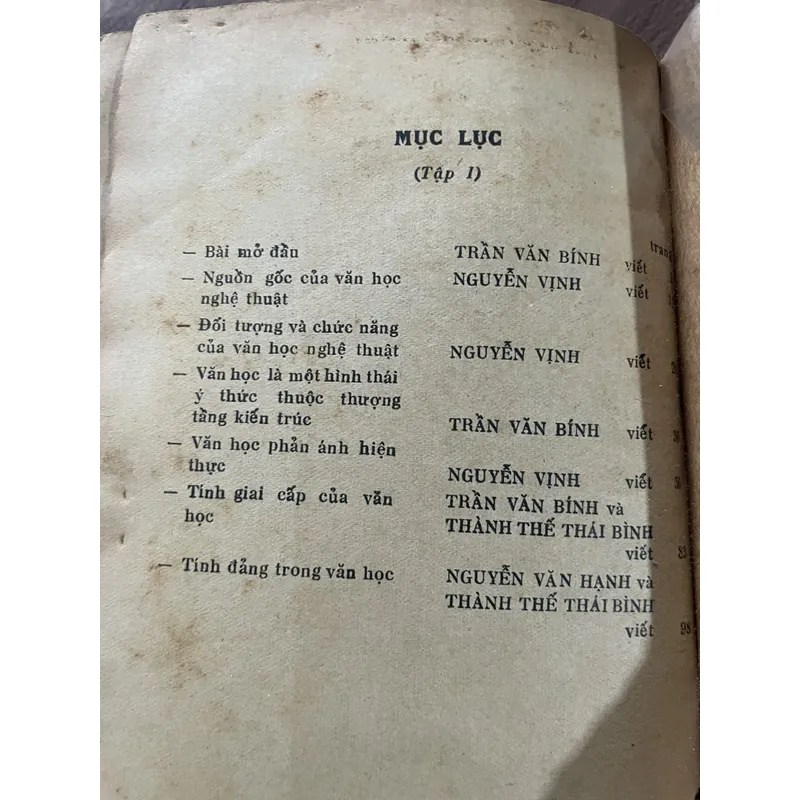 MỤC LỤC
(Tập 1)
trang
— Bài mở đầu TRẦN VĂN BÍNH viết
— Nguồn gốc của văn học NGUYỄN VỊNH viết
nghệ thuật
— Đối tượng và chức năng
của văn học nghệ thuật NGUYỄN VỊNH viết
— Văn học là một hình thái
ý thức thuộc thượng
tầng kiến trúc TRẦN VĂN BÍNH viết
— Văn học phản ánh hiện
thực NGUYỄN VỊNH viết
— Tính giai cấp của văn TRẦN VĂN BÍNH và
học THÀNH THẾ THÁI BÌNH
viết 83
— Tính đảng trong văn học NGUYỄN VĂN HẠNH và
THÀNH THẾ THÁI BÌNH
viết 98